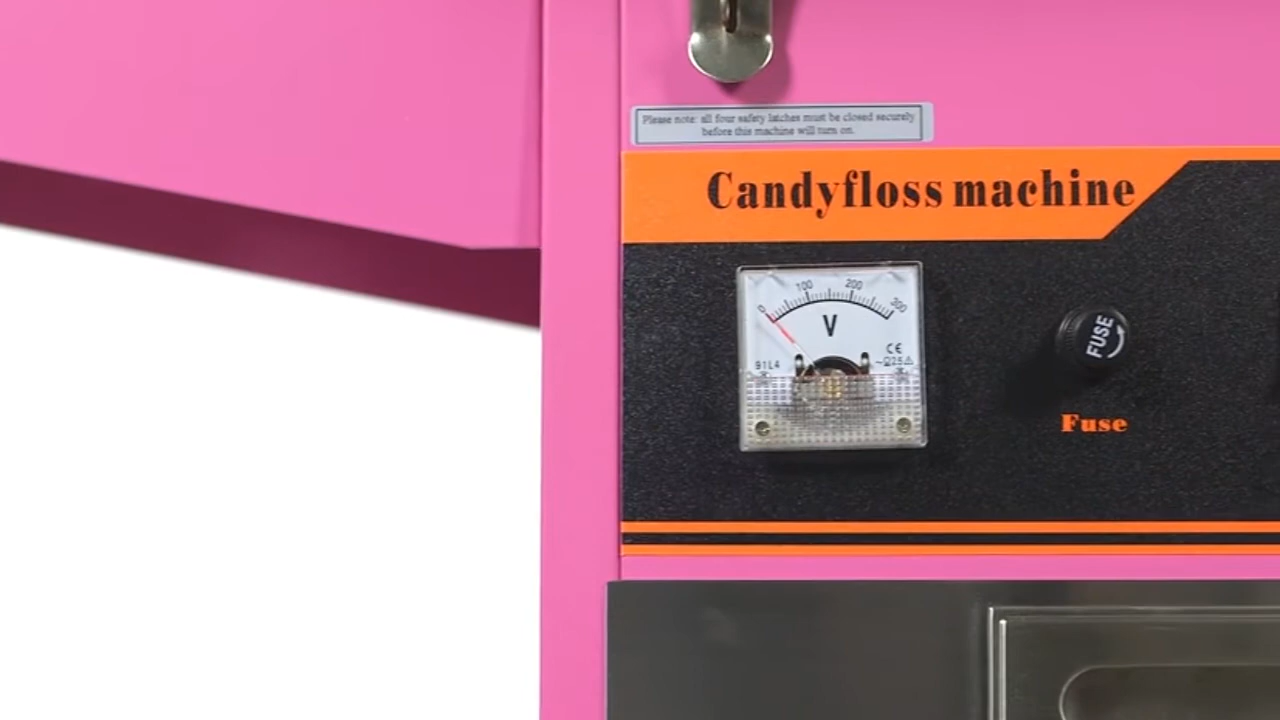 Please note: all four safety latches must be closed securely
before this machine will turn on.
Candyfloss machine
0 100 200 300
V
91L4
CE
FUSE
Fuse